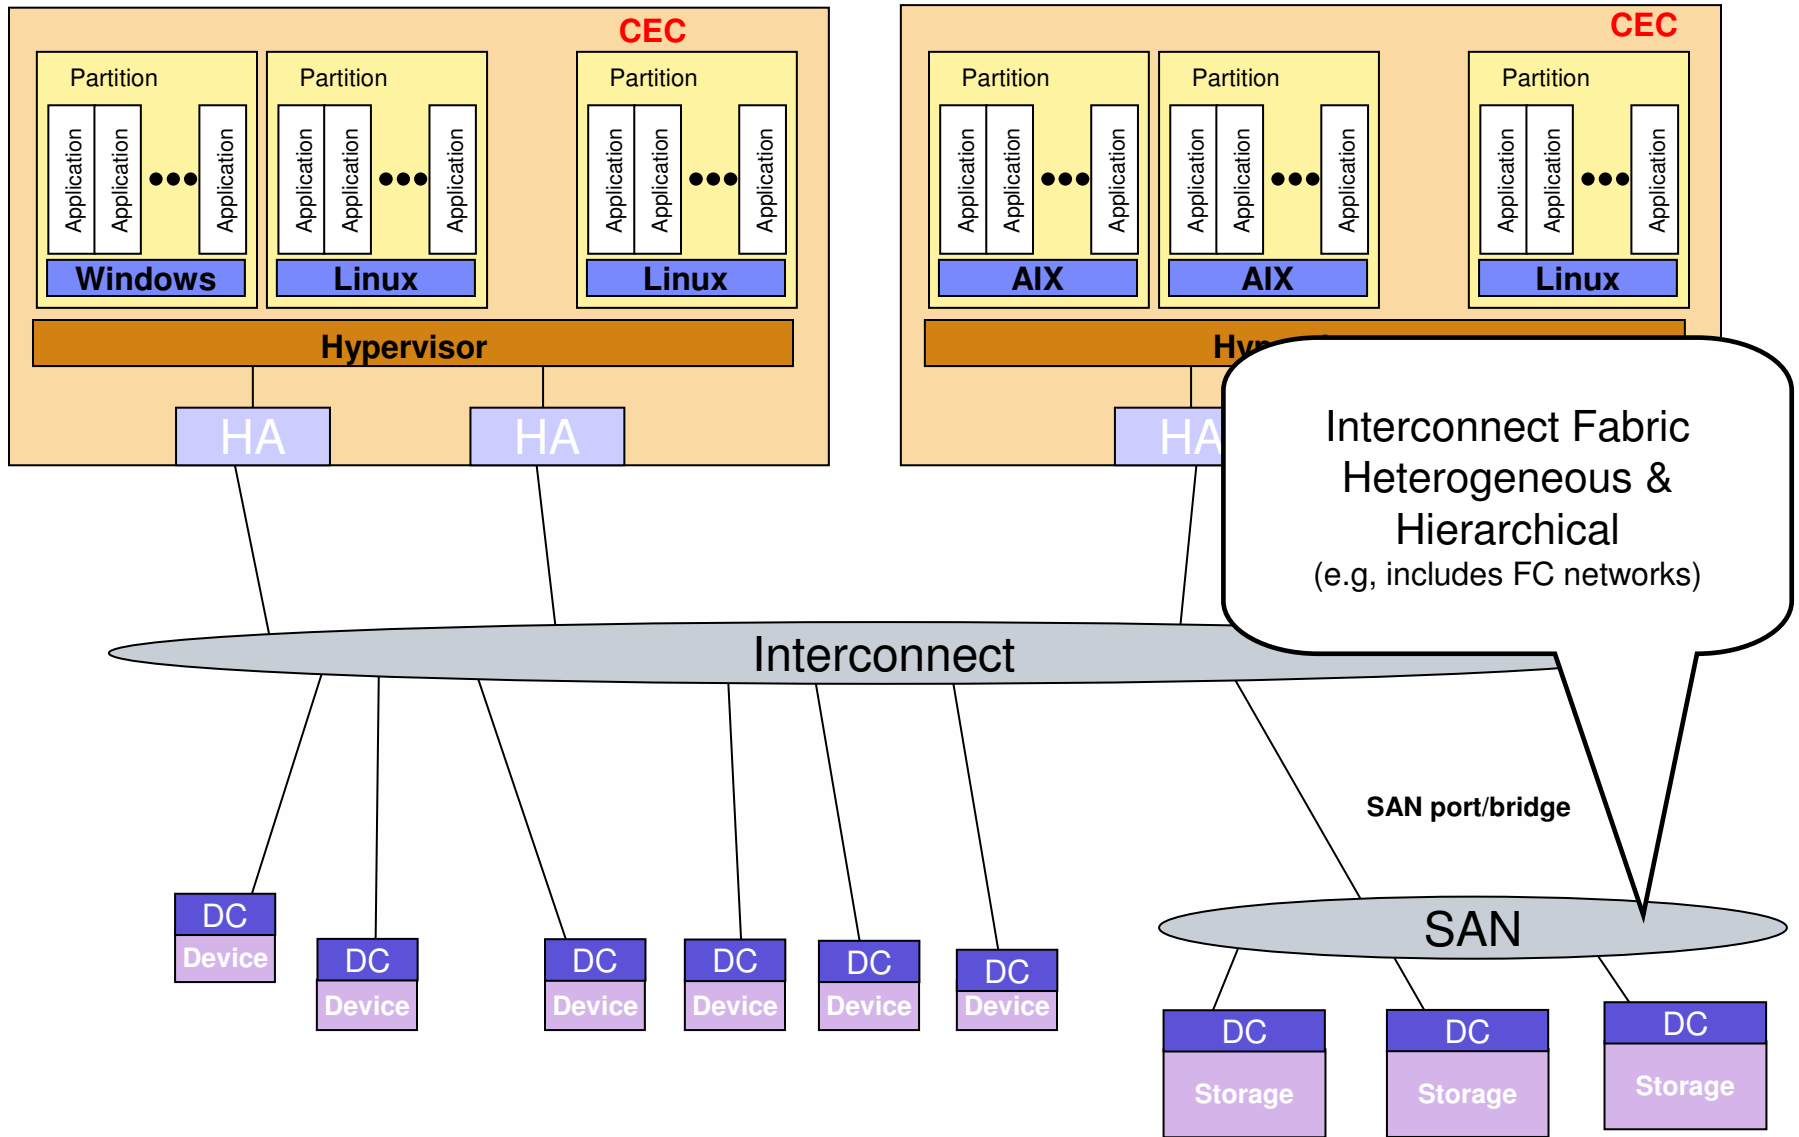 CEC
Partition
Application
Application
Application
Windows
Partition
Application
Application
Application
Linux
Partition
Application
Application
Application
Linux
Hypervisor
HA
HA
CEC
Partition
Application
Application
Application
AIX
Partition
Application
Application
Application
AIX
Partition
Application
Application
Application
Linux
HA
Interconnect Fabric
Heterogeneous &
Hierarchical
(e.g, includes FC networks)
Interconnect
SAN port/bridge
DC
Device
DC
Device
DC
Device
DC
Device
DC
Device
DC
Device
SAN
DC
Storage
DC
Storage
DC
Storage